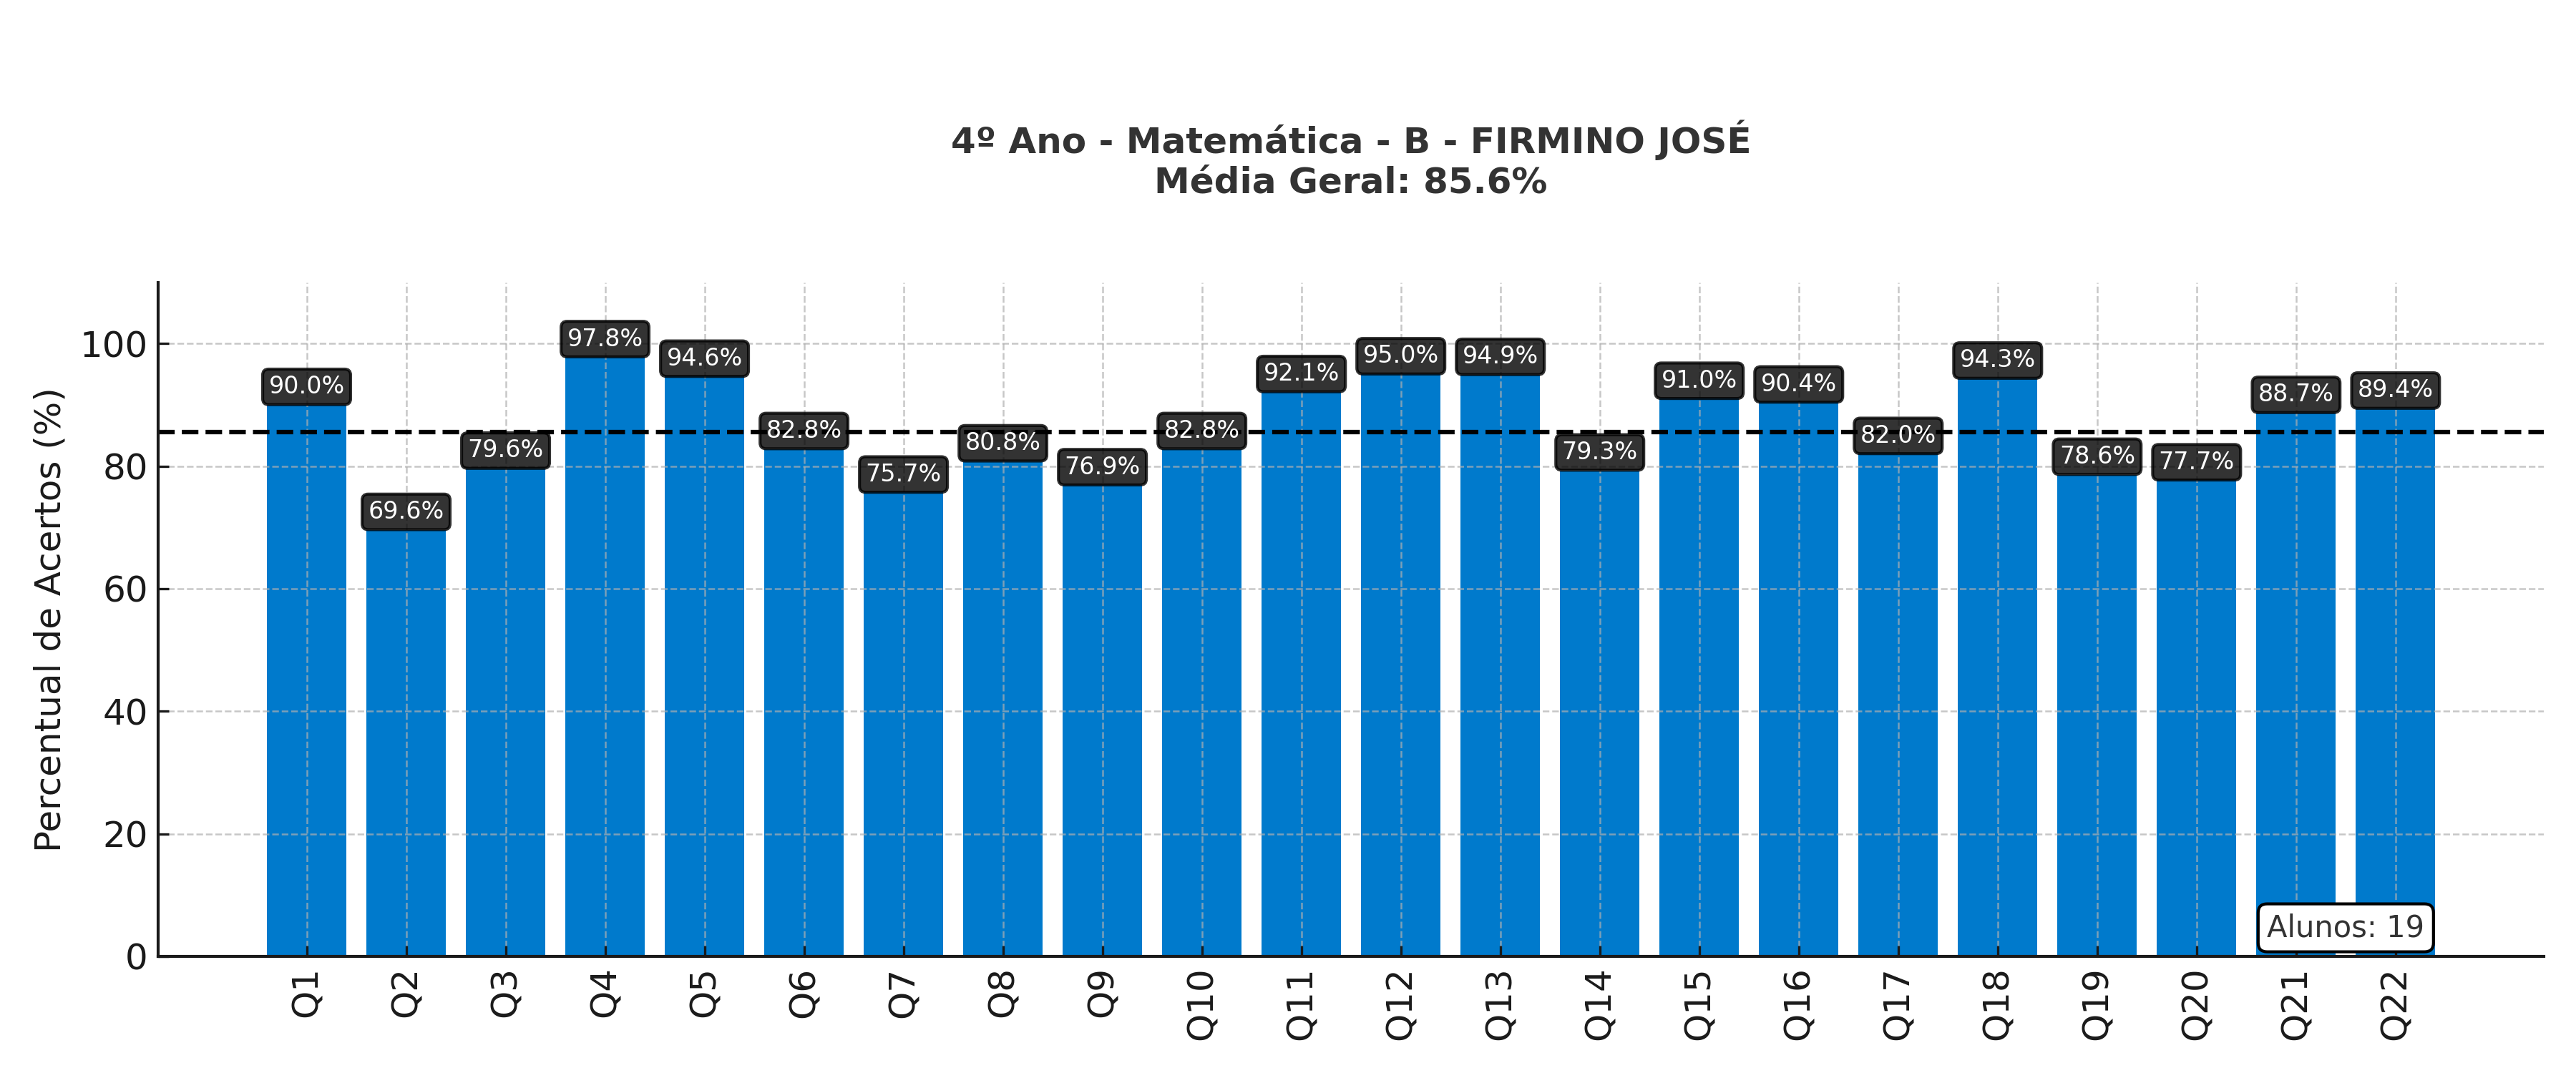 4º Ano - Matemática - B - FIRMINO JOSÉ
Média Geral: 85.6%
Percentual de Acertos (%)
100
80
60
40
20
0
90.0%
69.6%
79.6%
97.8%
94.6%
82.8%
75.7%
80.8%
76.9%
82.8%
92.1%
95.0%
94.9%
79.3%
91.0%
90.4%
82.0%
94.3%
78.6%
77.7%
88.7%
89.4%
Alunos: 19
Q1
Q2
Q3
Q4
Q5
Q6
Q7
Q8
Q9
Q10
Q11
Q12
Q13
Q14
Q15
Q16
Q17
Q18
Q19
Q20
Q21
Q22